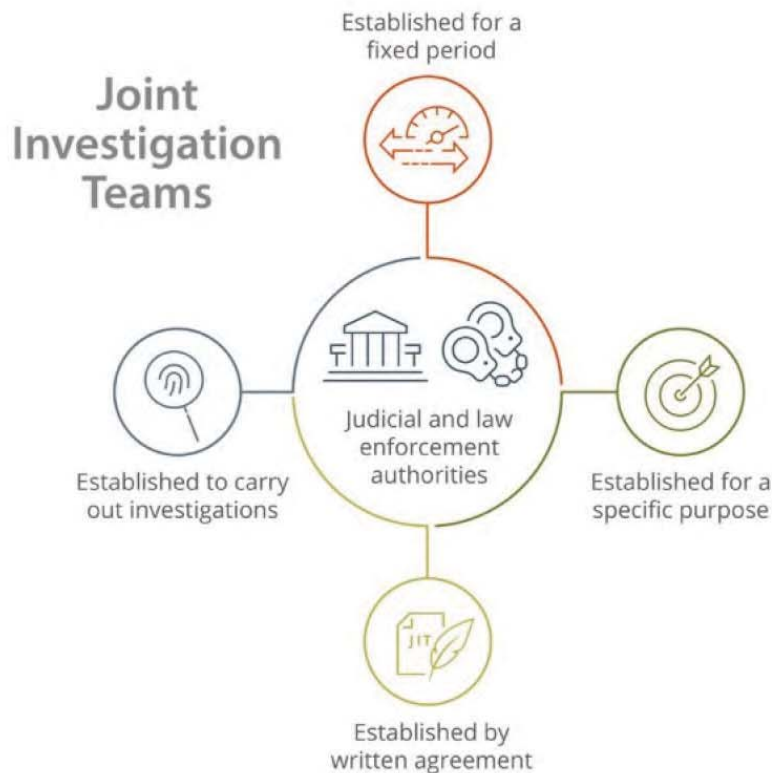 Established for a
fixed period
Joint
Investigation
Teams
Judicial and law
enforcement
authorities
Established to carry
out investigations
Established for a
specific purpose
JIT
Established by
written agreement